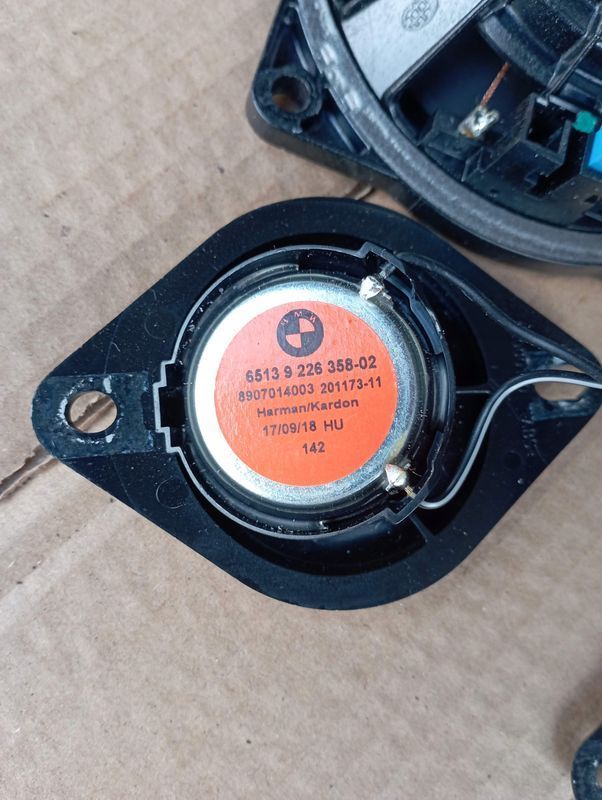 BMW
6513 9 226 358-02
8907014003 201173-11
Harman/Kardon
17/09/18 HU
142